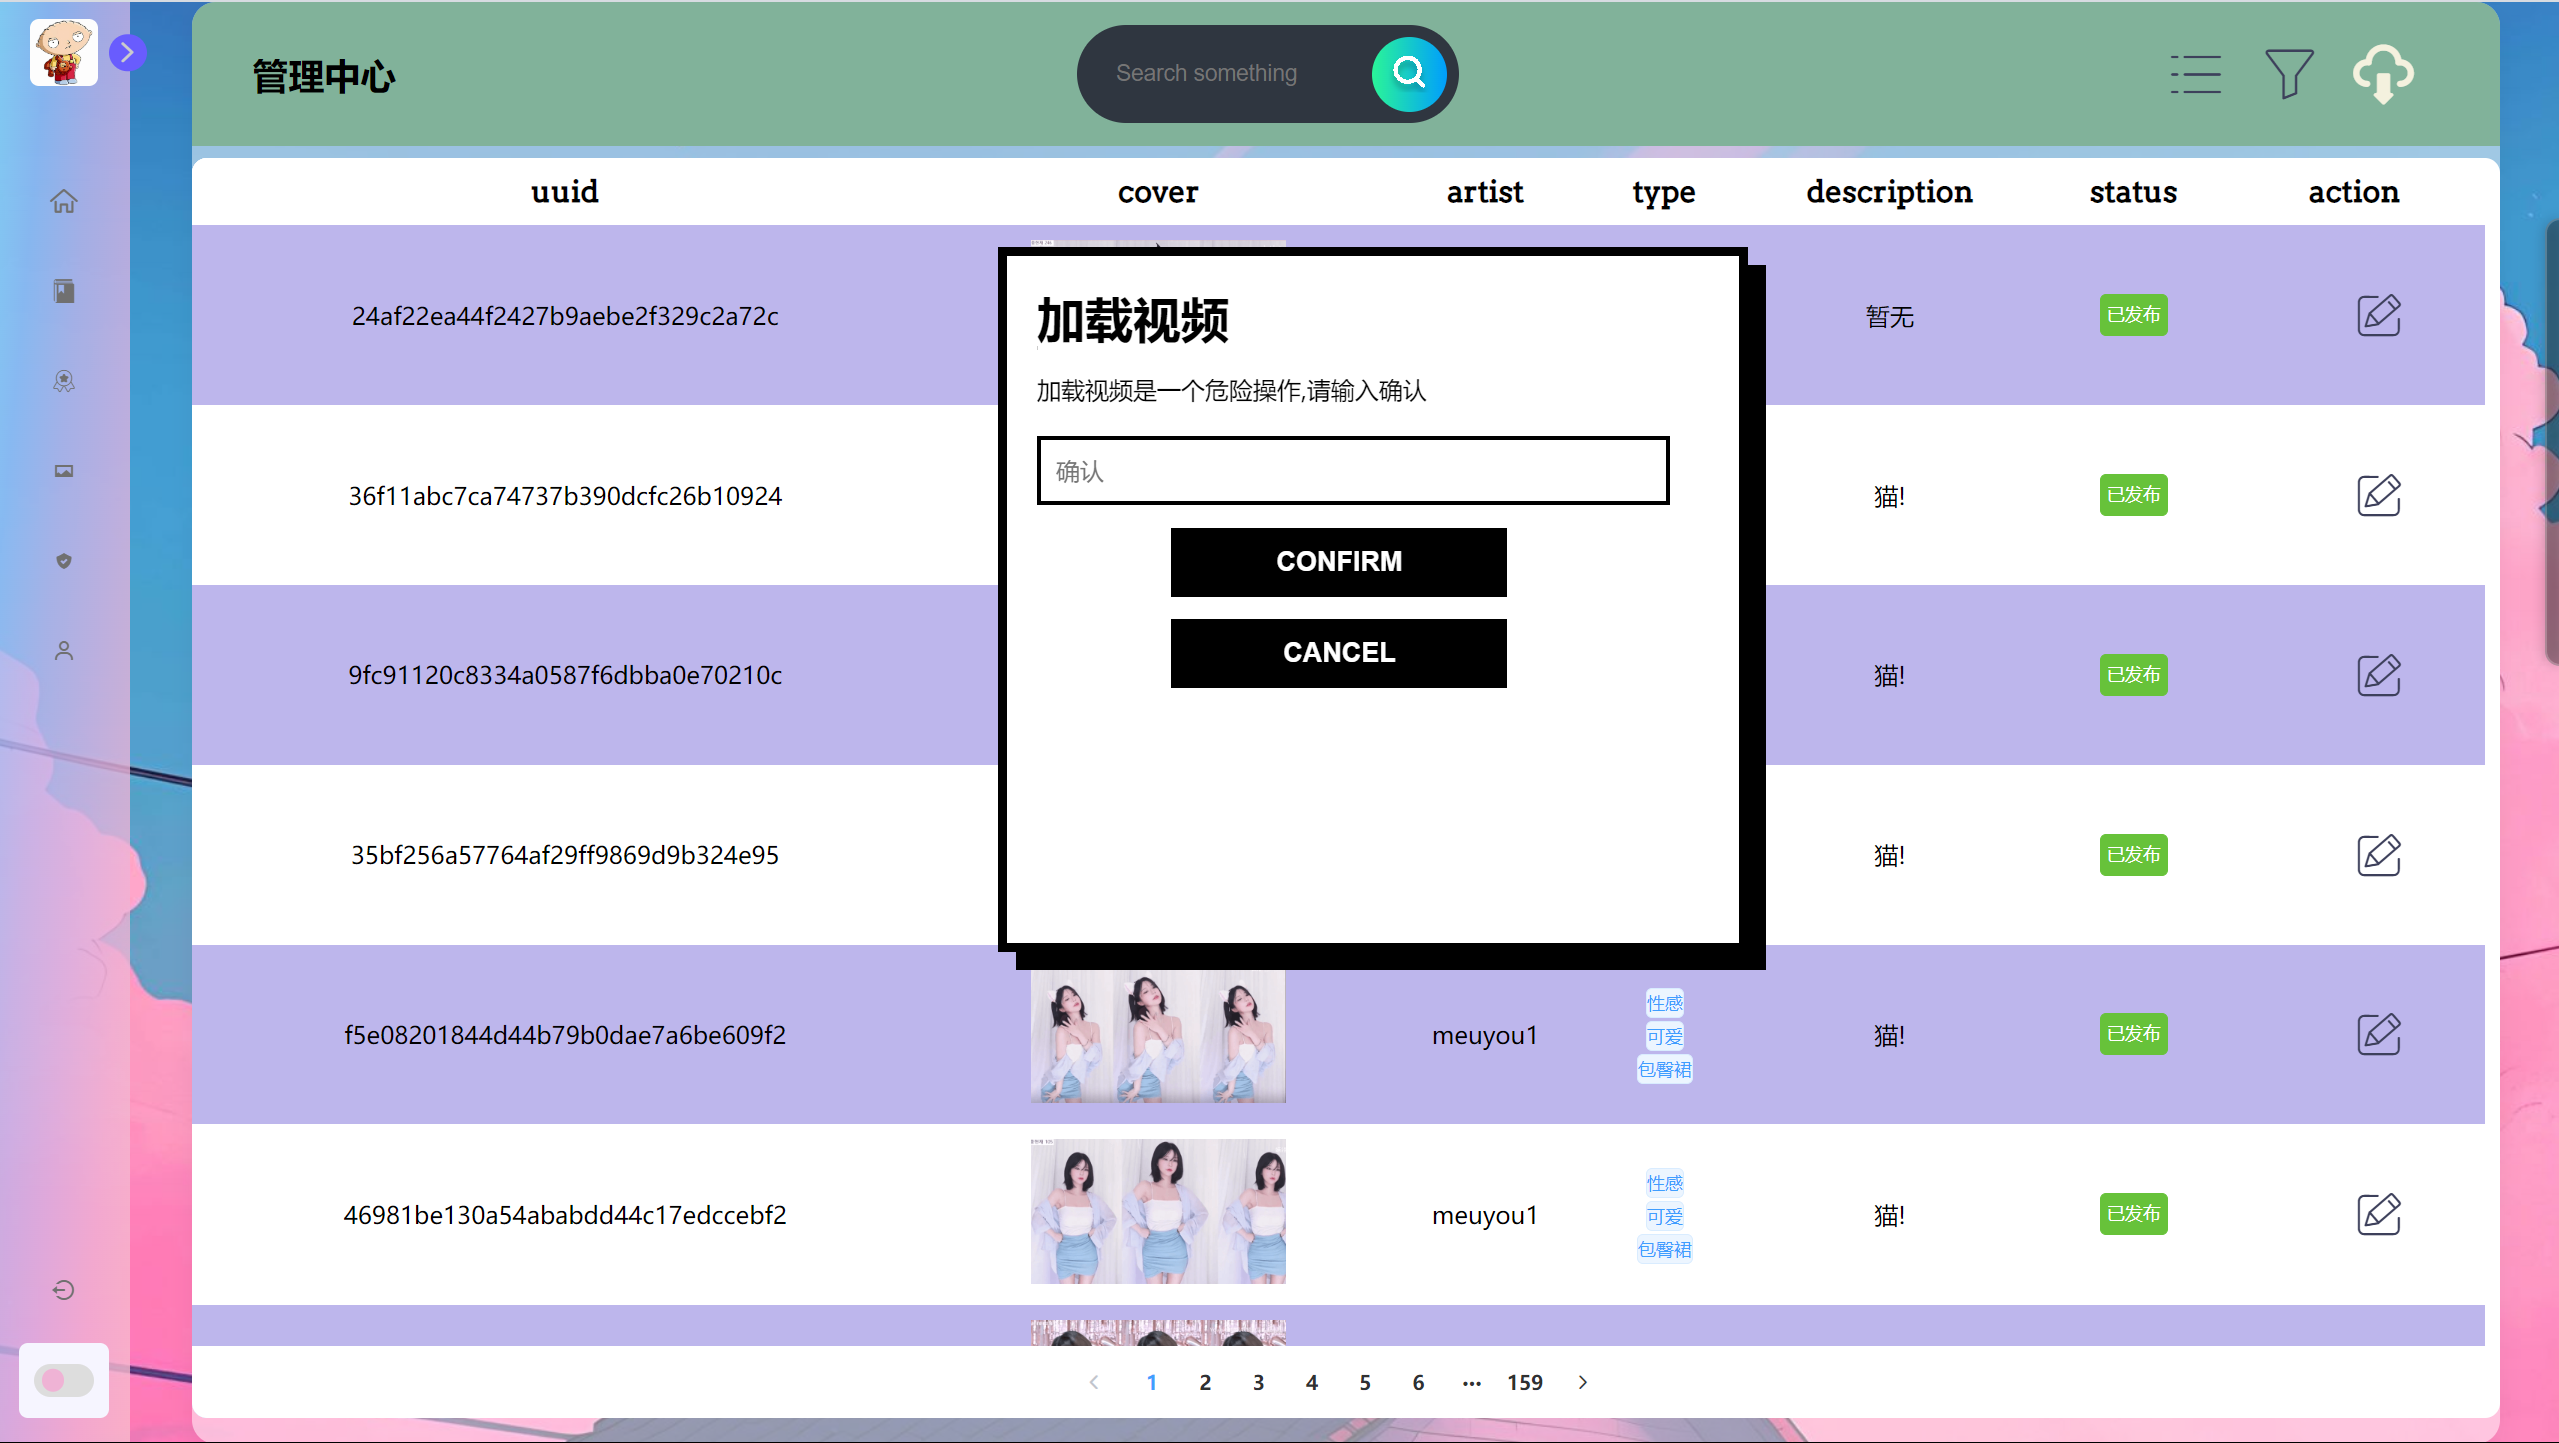 管理中心
Search something
uuid cover artist type description status action
24af22ea44f2427b9aebe2f329c2a72c 暂无 已发布
加载视频
加载视频是一个危险操作,请输入确认
确认
36f11abc7ca74737b390dcfc26b10924 猫! 已发布
CONFIRM
CANCEL
9fc91120c8334a0587f6dbba0e70210c 猫! 已发布
35bf256a57764af29ff9869d9b324e95 猫! 已发布
性感
f5e08201844d44b79b0dae7a6be609f2 meuyou1 可爱 猫! 已发布
包臀裙
性感
46981be130a54ababdd44c17edccebf2 meuyou1 可爱 猫! 已发布
包臀裙
1 2 3 4 5 6 ··· 159